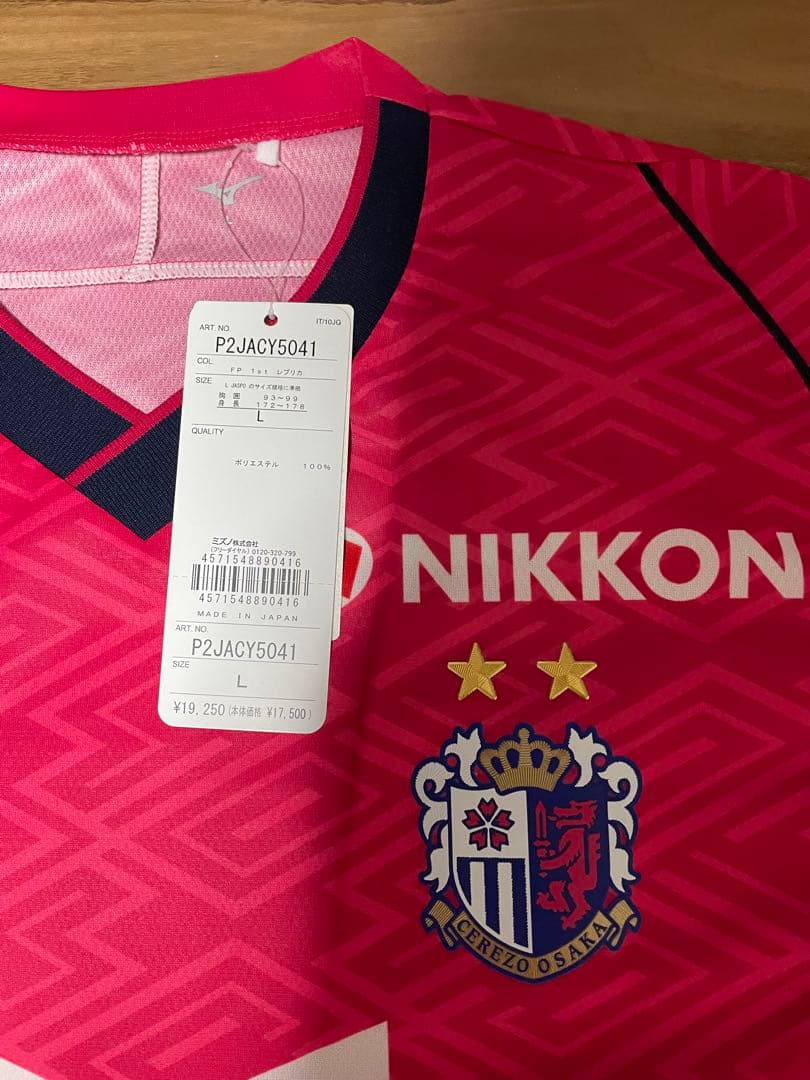 IT/10JG
ART. NO.
P2JACY5041
COL
FP 1st レプリカ
SIZE
L JASPO のサイズ規格に準拠
胸囲 93～99
身長 172～178
L
QUALITY
ポリエステル 100%
ミズノ株式会社
(フリーダイヤル) 0120-320-799
4571548890416
4571548890416
MADE IN JAPAN
ART. NO.
P2JACY5041
SIZE
L
¥19,250 (本体価格 ¥17,500)
NIKKON
CEREZO OSAKA